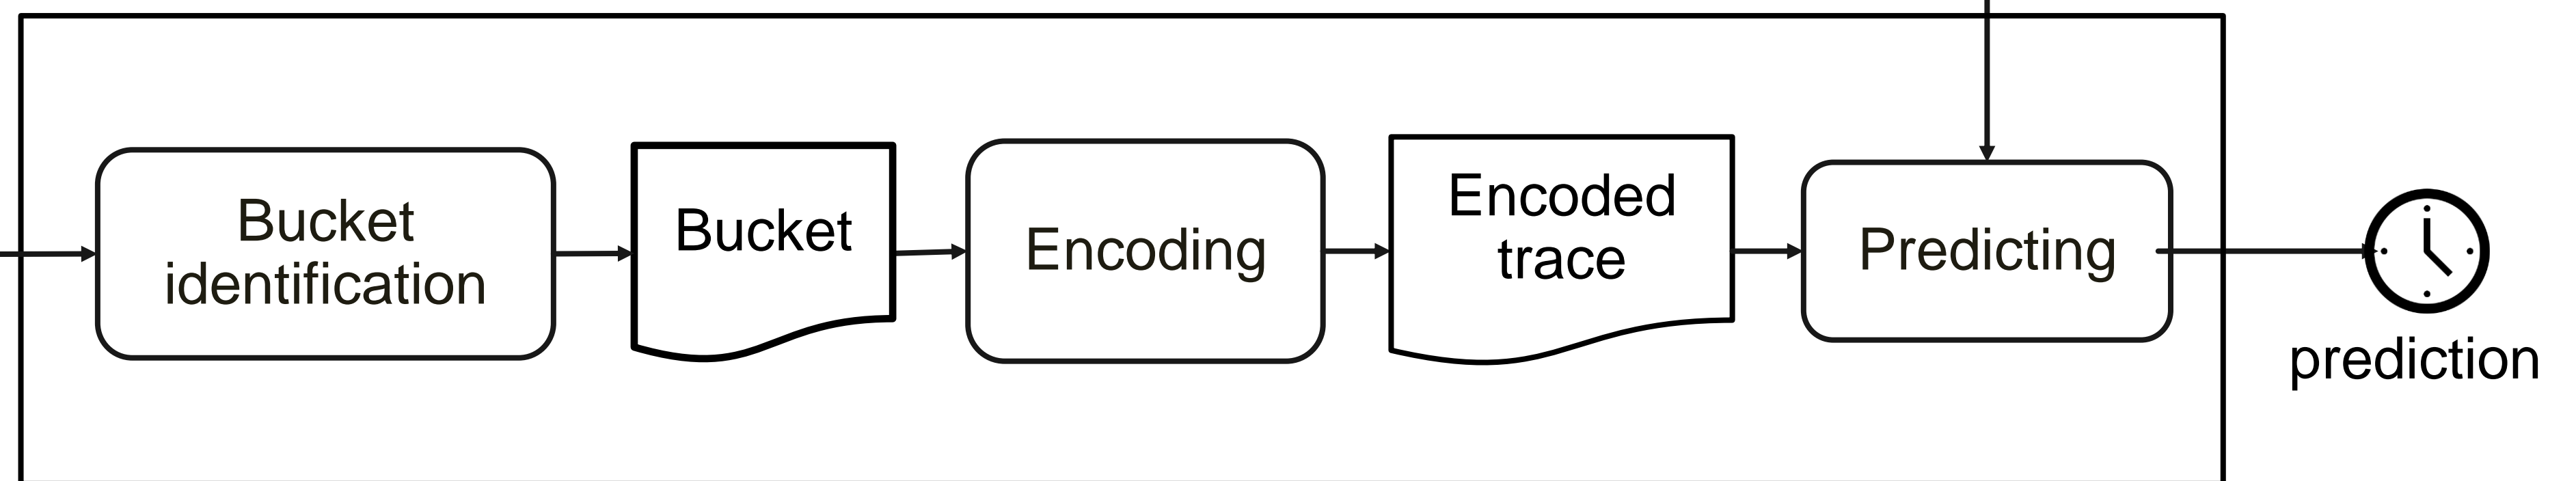 Bucket
identification
Bucket
Encoding
Encoded
trace
Predicting
prediction